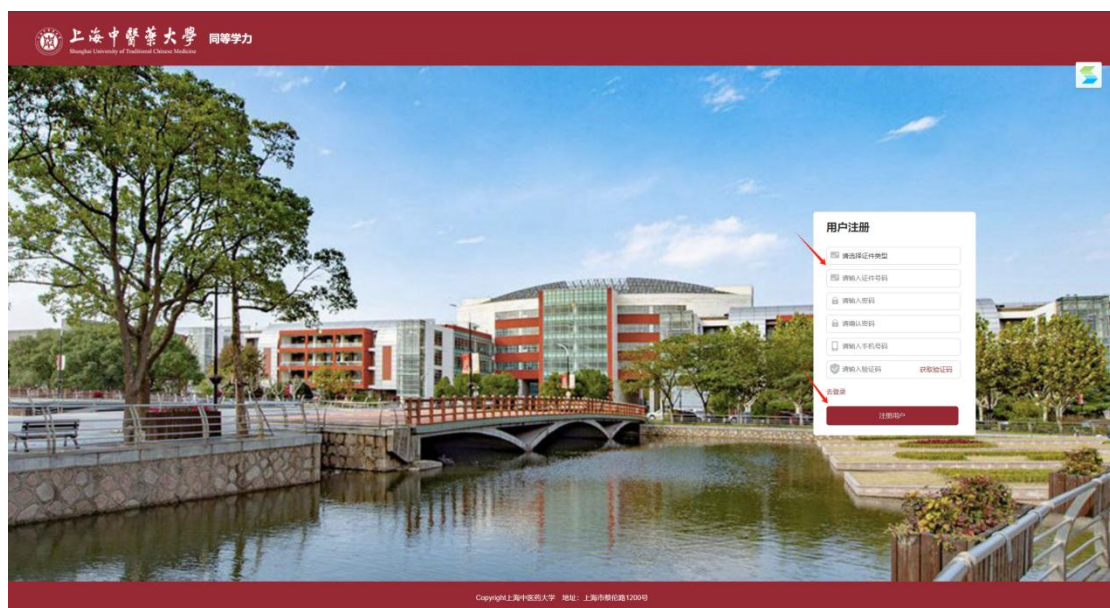 上海中醫藥大學 同等学力
Shanghai University of Traditional Chinese Medicine
用户注册
请选择证件类型
请输入证件号码
请输入密码
请确认密码
请输入手机号码
请输入验证码 获取验证码
去登录
注册用户
Copyright上海中医药大学 地址：上海市蔡伦路1200号